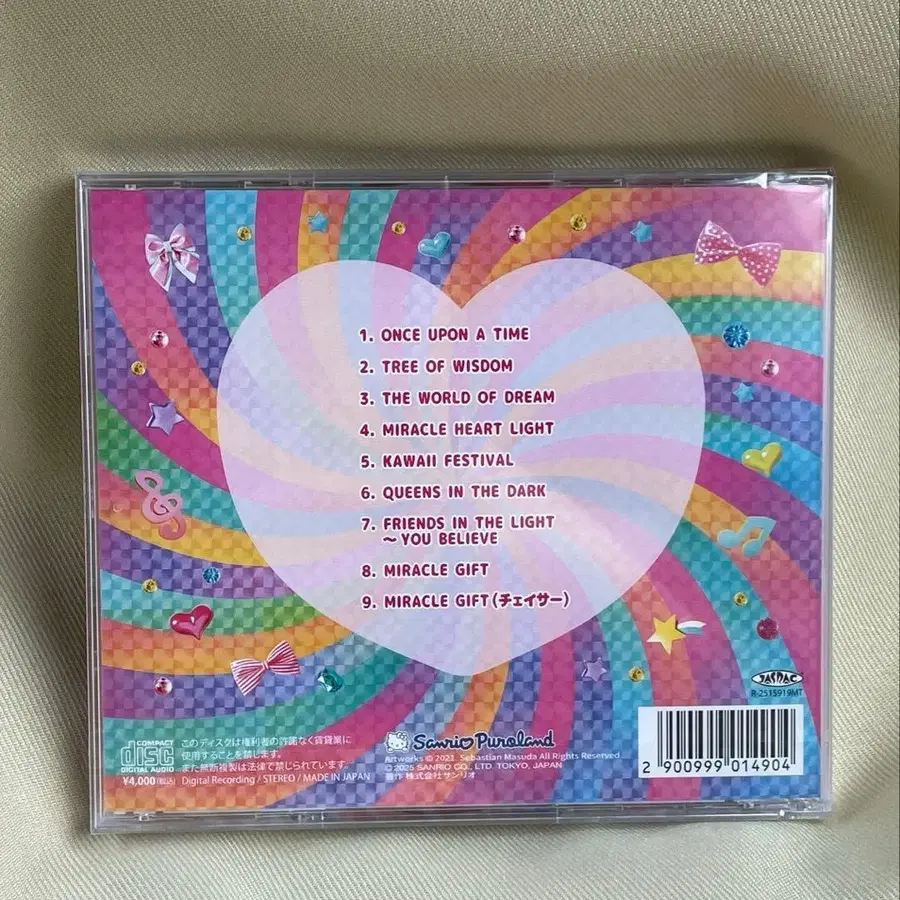 1. ONCE UPON A TIME
2. TREE OF WISDOM
3. THE WORLD OF DREAM
4. MIRACLE HEART LIGHT
5. KAWAII FESTIVAL
6. QUEENS IN THE DARK
7. FRIENDS IN THE LIGHT
～YOU BELIEVE
8. MIRACLE GIFT
9. MIRACLE GIFT(チェイサー)
JASRAC
R-2515919MT
COMPACT
disc
DIGITAL AUDIO
¥4,000(税込)
このディスクは権利者の許諾なく賃貸業に
使用することを禁じます。
また無断複製は法律で禁じられています。
Digital Recording / STEREO / MADE IN JAPAN
Sanrio Puroland
Artworks © 2021 Sebastian Masuda All Rights Reserved.
© 2025 SANRIO CO., LTD. TOKYO, JAPAN
著作 株式会社サンリオ
2 900999 014904